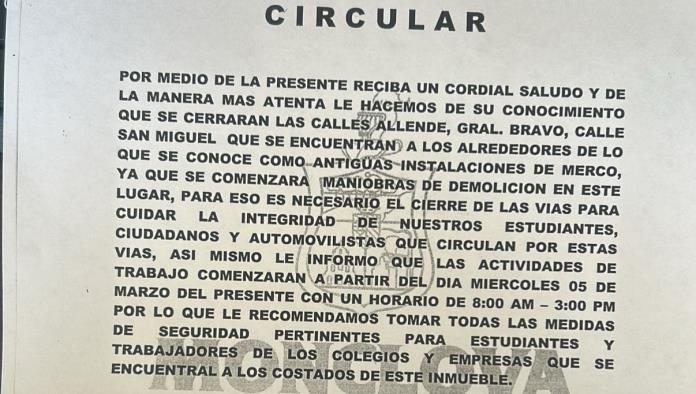 CIRCULAR
POR MEDIO DE LA PRESENTE RECIBA UN CORDIAL SALUDO Y DE
LA MANERA MAS ATENTA LE HACEMOS DE SU CONOCIMIENTO
QUE SE CERRARAN LAS CALLES ALLENDE, GRAL. BRAVO, CALLE
SAN MIGUEL QUE SE ENCUENTRAN A LOS ALREDEDORES DE LO
QUE SE CONOCE COMO ANTIGUAS INSTALACIONES DE MERCO,
YA QUE SE COMENZARA MANIOBRAS DE DEMOLICION EN ESTE
LUGAR, PARA ESO ES NECESARIO EL CIERRE DE LAS VIAS PARA
CUIDAR LA INTEGRIDAD DE NUESTROS ESTUDIANTES,
CIUDADANOS Y AUTOMOVILISTAS QUE CIRCULAN POR ESTAS
VIAS, ASI MISMO LE INFORMO QUE LAS ACTIVIDADES DE
TRABAJO COMENZARAN A PARTIR DEL DIA MIERCOLES 05 DE
MARZO DEL PRESENTE CON UN HORARIO DE 8:00 AM – 3:00 PM
POR LO QUE LE RECOMENDAMOS TOMAR TODAS LAS MEDIDAS
DE SEGURIDAD PERTINENTES PARA ESTUDIANTES Y
TRABAJADORES DE LOS COLEGIOS Y EMPRESAS QUE SE
ENCUENTRAL A LOS COSTADOS DE ESTE INMUEBLE.
MONCLOVA